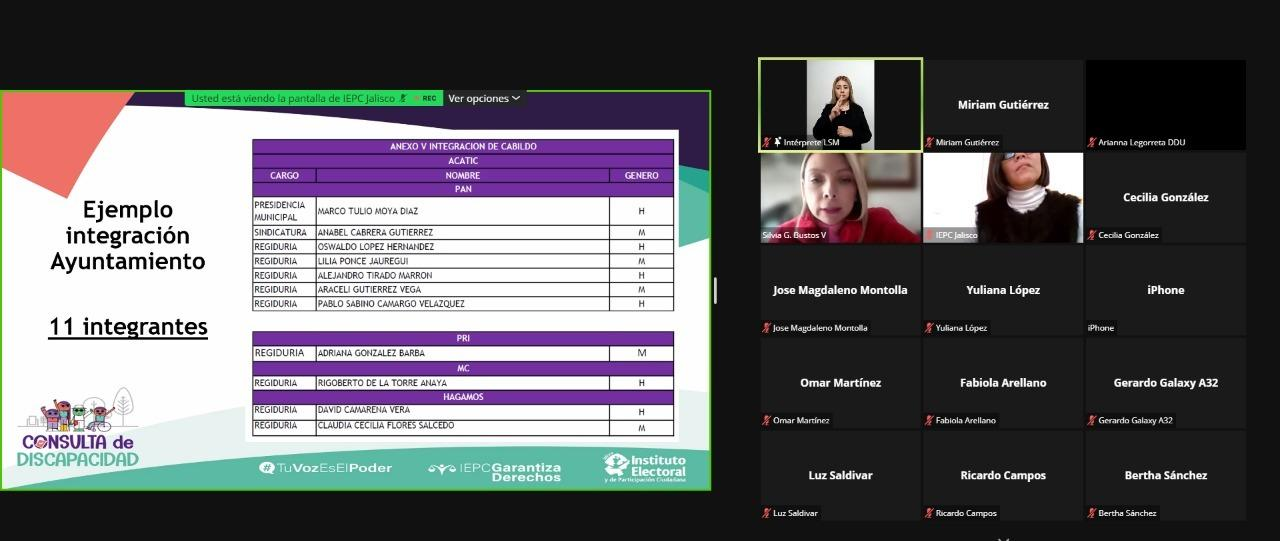 Usted está viendo la pantalla de IEPC Jalisco
REC
Ver opciones
Ejemplo
integración
Ayuntamiento
11 integrantes
CONSULTA de
DISCAPACIDAD
ANEXO V INTEGRACION DE CABILDO
ACATIC
CARGO NOMBRE GENERO
PAN
PRESIDENCIA
MUNICIPAL MARCO TULIO MOYA DIAZ H
SINDICATURA ANABEL CABRERA GUTIERREZ M
REGIDURIA OSWALDO LOPEZ HERNANDEZ H
REGIDURIA LILIA PONCE JAUREGUI M
REGIDURIA ALEJANDRO TIRADO MARRON H
REGIDURIA ARACELI GUTIERREZ VEGA M
REGIDURIA PABLO SABINO CAMARGO VELAZQUEZ H
PRI
REGIDURIA ADRIANA GONZALEZ BARBA M
MC
REGIDURIA RIGOBERTO DE LA TORRE ANAYA H
HAGAMOS
REGIDURIA DAVID CAMARENA VERA H
REGIDURIA CLAUDIA CECILIA FLORES SALCEDO M
#TuVozEsElPoder
IEPCGarantiza
Derechos
Instituto
Electoral
y de Participación Ciudadana
Intérprete LSM
Miriam Gutiérrez
Miriam Gutiérrez
Arianna Legorreta DDU
Silvia G. Bustos V
IEPC Jalisco
Cecilia González
Cecilia González
Jose Magdaleno Montolla
Jose Magdaleno Montolla
Yuliana López
Yuliana López
iPhone
iPhone
Omar Martínez
Omar Martínez
Fabiola Arellano
Fabiola Arellano
Gerardo Galaxy A32
Gerardo Galaxy A32
Luz Saldivar
Luz Saldivar
Ricardo Campos
Ricardo Campos
Bertha Sánchez
Bertha Sánchez